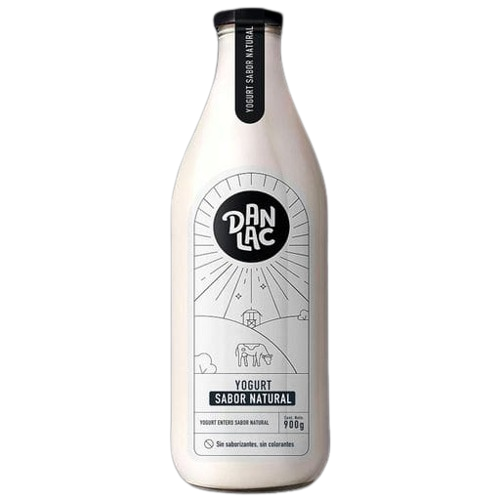 YOGURT SABOR NATURAL
DAN
LAC
YOGURT
SABOR NATURAL
YOGURT ENTERO SABOR NATURAL
Cont. Neto
900g
Sin saborizantes, sin colorantes